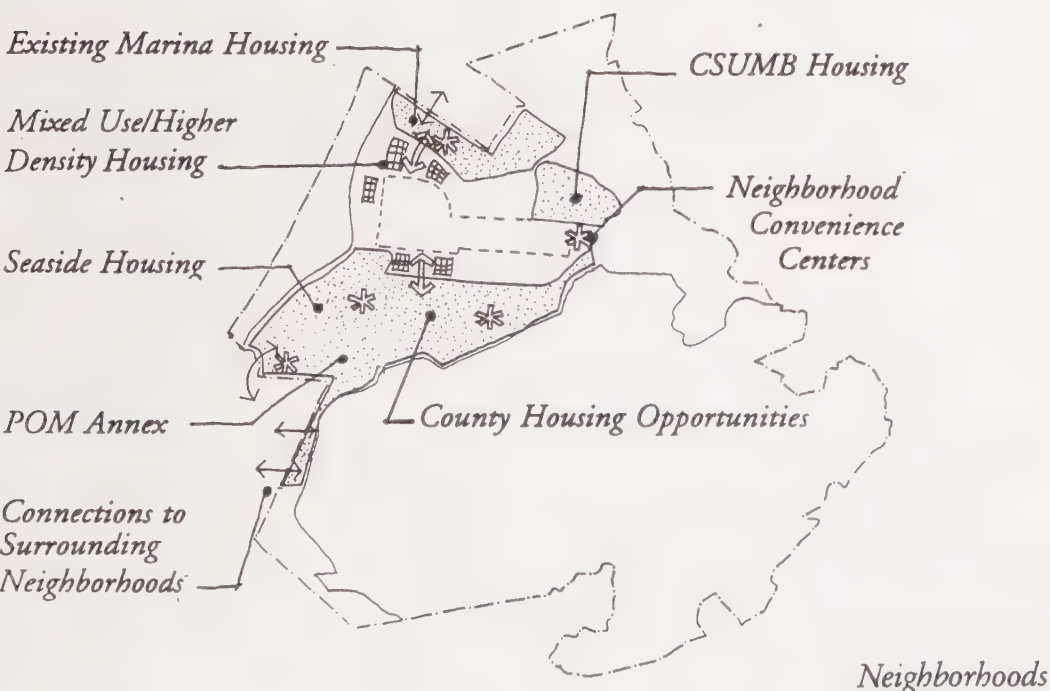 Existing Marina Housing
CSUMB Housing
Mixed Use/Higher
Density Housing
Neighborhood
Convenience
Centers
Seaside Housing
POM Annex
County Housing Opportunities
Connections to
Surrounding
Neighborhoods
Neighborhoods